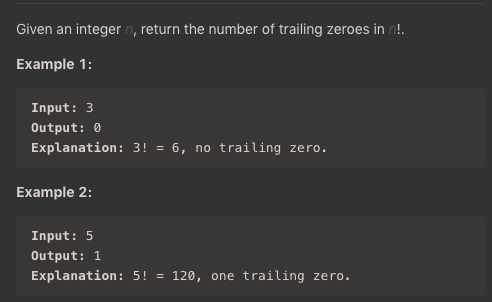 Given an integer n, return the number of trailing zeroes in n!.
Example 1:
Input: 3
Output: 0
Explanation: 3! = 6, no trailing zero.
Example 2:
Input: 5
Output: 1
Explanation: 5! = 120, one trailing zero.